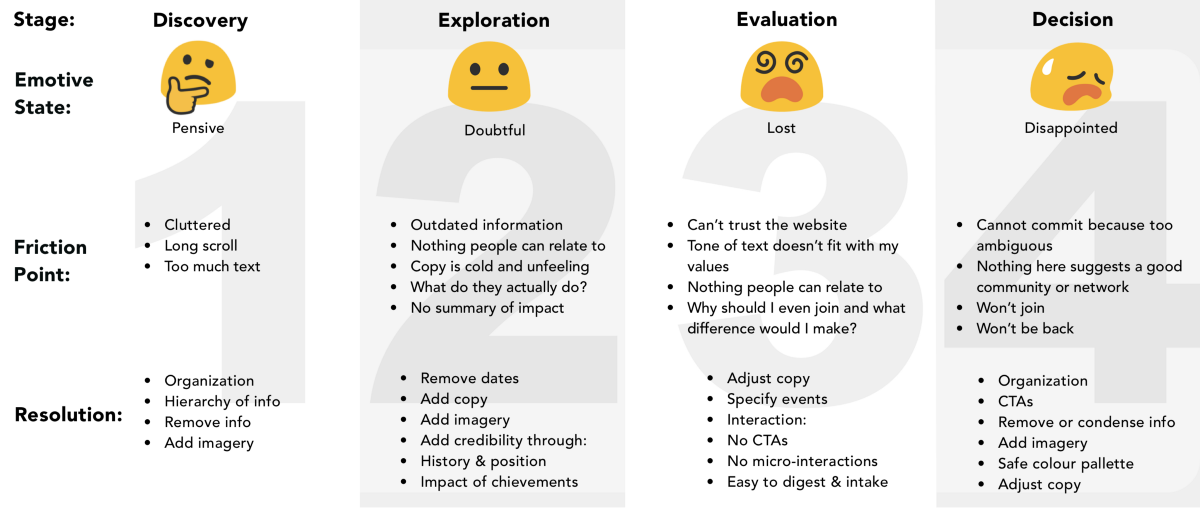 Stage:
Discovery
Exploration
Evaluation
Decision
Emotive
State:
Pensive
Doubtful
Lost
Disappointed
1
2
3
4
Friction
Point:
• Cluttered
• Long scroll
• Too much text
• Outdated information
• Nothing people can relate to
• Copy is cold and unfeeling
• What do they actually do?
• No summary of impact
• Can't trust the website
• Tone of text doesn't fit with my
values
• Nothing people can relate to
• Why should I even join and what
difference would I make?
• Cannot commit because too
ambiguous
• Nothing here suggests a good
community or network
• Won't join
• Won't be back
Resolution:
• Organization
• Hierarchy of info
• Remove info
• Add imagery
• Remove dates
• Add copy
• Add imagery
• Add credibility through:
• History & position
• Impact of chievements
• Adjust copy
• Specify events
• Interaction:
• No CTAs
• No micro-interactions
• Easy to digest & intake
• Organization
• CTAs
• Remove or condense info
• Add imagery
• Safe colour pallette
• Adjust copy